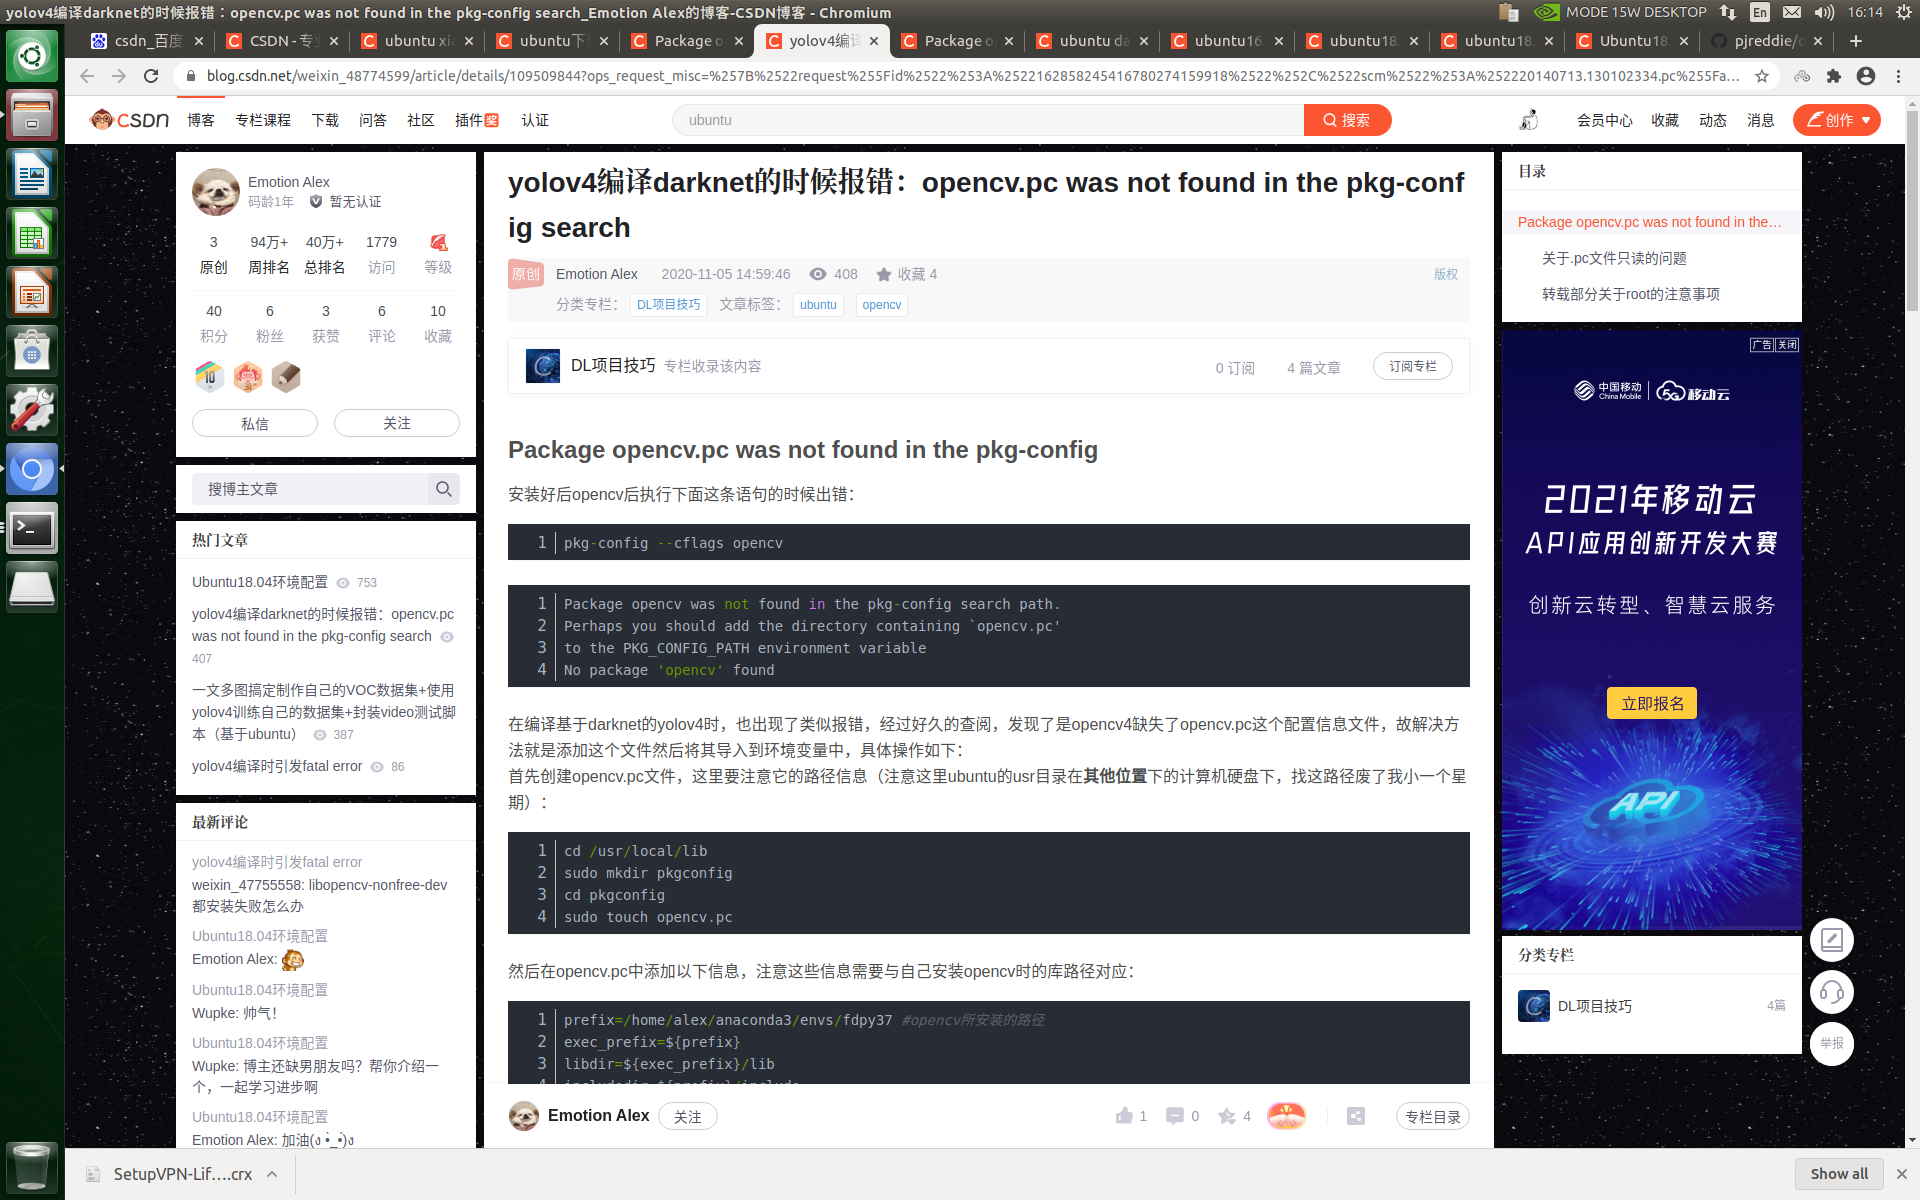 yolov4编译darknet的时候报错：opencv.pc was not found in the pkg-config search_Emotion Alex的博客-CSDN博客 - Chromium
MODE 15W DESKTOP
En
16:14
csdn_百度
CSDN - 专业
ubuntu xia
ubuntu下
Package o
yolov4编译
Package o
ubuntu da
ubuntu16.
ubuntu18.
ubuntu18.
Ubuntu18
pjreddie/d
blog.csdn.net/weixin_48774599/article/details/109509844?ops_request_misc=%257B%2522request%255Fid%2522%253A%2522162858245416780274159918%2522%252C%2522scm%2522%253A%252220140713.130102334.pc%255Fa...
CSDN 博客 专栏课程 下载 问答 社区 插件 奖 认证
ubuntu
搜索
会员中心 收藏 动态 消息 创作
Emotion Alex
码龄1年 暂无认证
3 94万+ 40万+ 1779
原创 周排名 总排名 访问 等级
40 6 3 6 10
积分 粉丝 获赞 评论 收藏
10
私信 关注
搜博主文章
热门文章
Ubuntu18.04环境配置 753
yolov4编译darknet的时候报错：opencv.pc
was not found in the pkg-config search
407
一文多图搞定制作自己的VOC数据集+使用
yolov4训练自己的数据集+封装video测试脚
本（基于ubuntu） 387
yolov4编译时引发fatal error 86
最新评论
yolov4编译时引发fatal error
weixin_47755558: libopencv-nonfree-dev
都安装失败怎么办
Ubuntu18.04环境配置
Emotion Alex:
Ubuntu18.04环境配置
Wupke: 帅气！
Ubuntu18.04环境配置
Wupke: 博主还缺男朋友吗？帮你介绍一
个，一起学习进步啊
Ubuntu18.04环境配置
Emotion Alex: 加油(ง •̀_•́)ง
yolov4编译darknet的时候报错：opencv.pc was not found in the pkg-conf
ig search
原创 Emotion Alex 2020-11-05 14:59:46 408 收藏 4 版权
分类专栏： DL项目技巧 文章标签： ubuntu opencv
DL项目技巧 专栏收录该内容 0 订阅 4 篇文章 订阅专栏
Package opencv.pc was not found in the pkg-config
安装好后opencv后执行下面这条语句的时候出错：
1 pkg-config --cflags opencv
1 Package opencv was not found in the pkg-config search path.
2 Perhaps you should add the directory containing `opencv.pc'
3 to the PKG_CONFIG_PATH environment variable
4 No package 'opencv' found
在编译基于darknet的yolov4时，也出现了类似报错，经过好久的查阅，发现了是opencv4缺失了opencv.pc这个配置信息文件，故解决方
法就是添加这个文件然后将其导入到环境变量中，具体操作如下：
首先创建opencv.pc文件，这里要注意它的路径信息（注意这里ubuntu的usr目录在其他位置下的计算机硬盘下，找这路径废了我小一个星
期）：
1 cd /usr/local/lib
2 sudo mkdir pkgconfig
3 cd pkgconfig
4 sudo touch opencv.pc
然后在opencv.pc中添加以下信息，注意这些信息需要与自己安装opencv时的库路径对应：
1 prefix=/home/alex/anaconda3/envs/fdpy37 #opencv所安装的路径
2 exec_prefix=${prefix}
3 libdir=${exec_prefix}/lib
4 includedir=${prefix}/include
Emotion Alex 关注 1 0 4 专栏目录
目录
Package opencv.pc was not found in the...
关于.pc文件只读的问题
转载部分关于root的注意事项
广告 关闭
中国移动
China Mobile
5G 移动云
2021年移动云
API应用创新开发大赛
创新云转型、智慧云服务
立即报名
API
分类专栏
DL项目技巧 4篇
举报
SetupVPN-Lif....crx
Show all